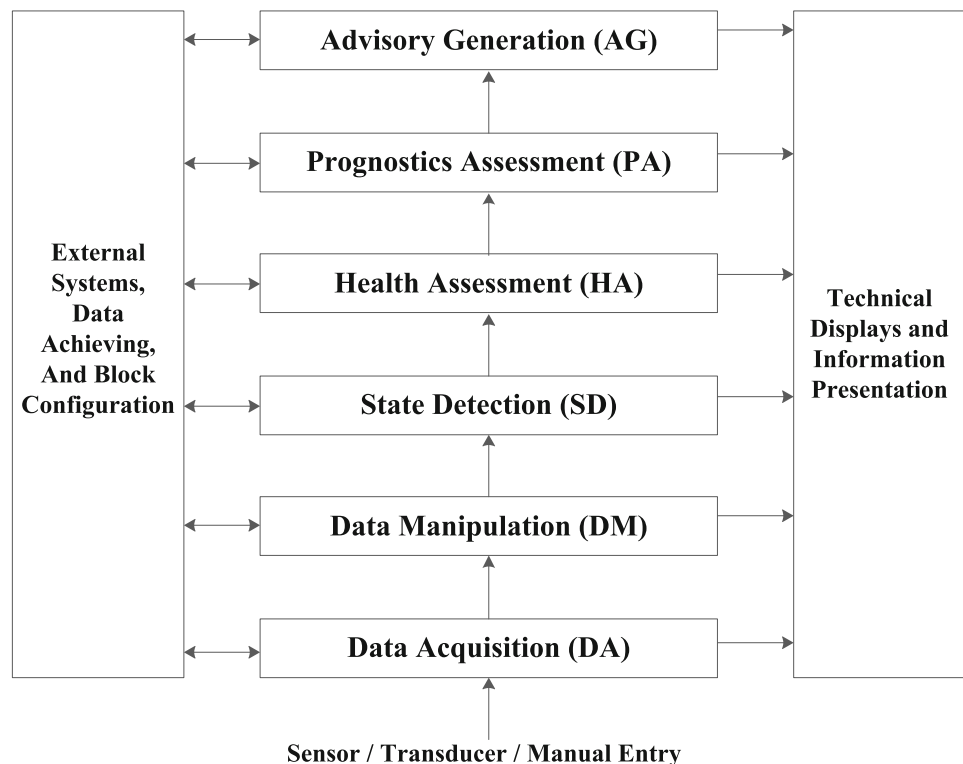 Advisory Generation (AG)
Prognostics Assessment (PA)
Health Assessment (HA)
State Detection (SD)
Data Manipulation (DM)
Data Acquisition (DA)
External
Systems,
Data
Achieving,
And Block
Configuration
Technical
Displays and
Information
Presentation
Sensor / Transducer / Manual Entry